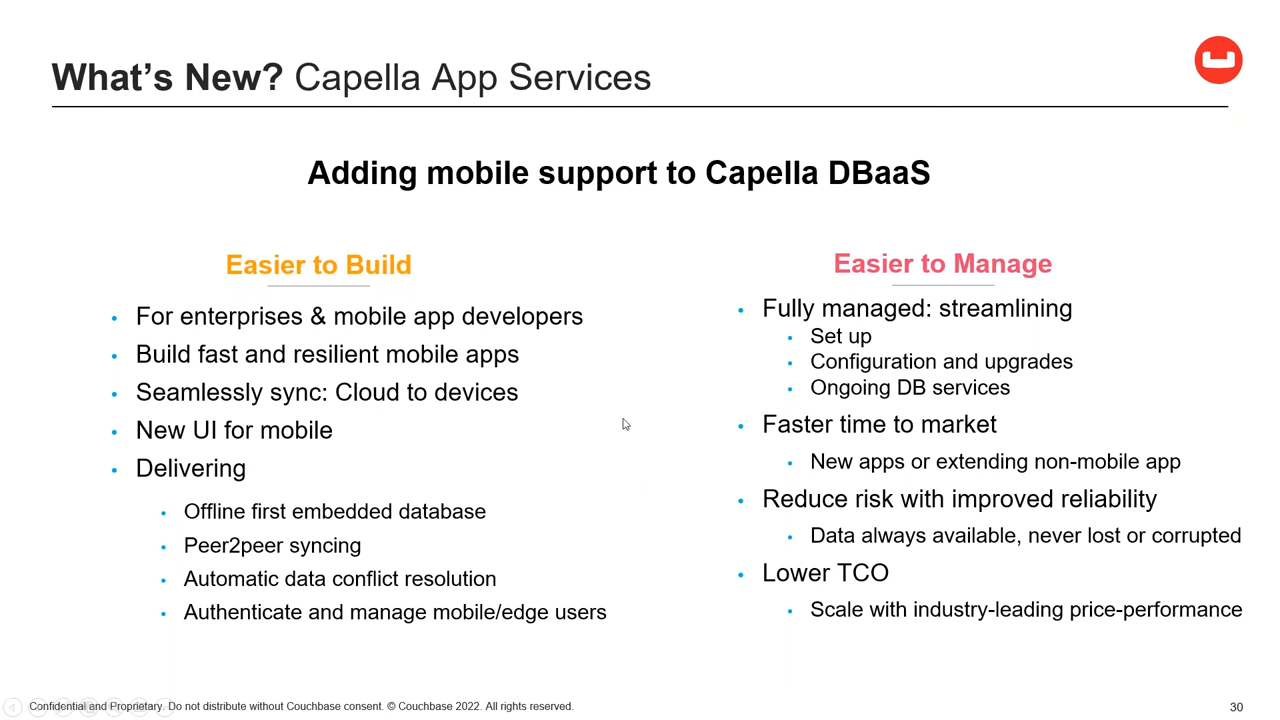 What's New? Capella App Services
Adding mobile support to Capella DBaaS
Easier to Build
• For enterprises & mobile app developers
• Build fast and resilient mobile apps
• Seamlessly sync: Cloud to devices
• New UI for mobile
• Delivering
• Offline first embedded database
• Peer2peer syncing
• Automatic data conflict resolution
• Authenticate and manage mobile/edge users
Easier to Manage
• Fully managed: streamlining
• Set up
• Configuration and upgrades
• Ongoing DB services
• Faster time to market
• New apps or extending non-mobile app
• Reduce risk with improved reliability
• Data always available, never lost or corrupted
• Lower TCO
• Scale with industry-leading price-performance
Confidential and Proprietary. Do not distribute without Couchbase consent. © Couchbase 2022. All rights reserved.
30